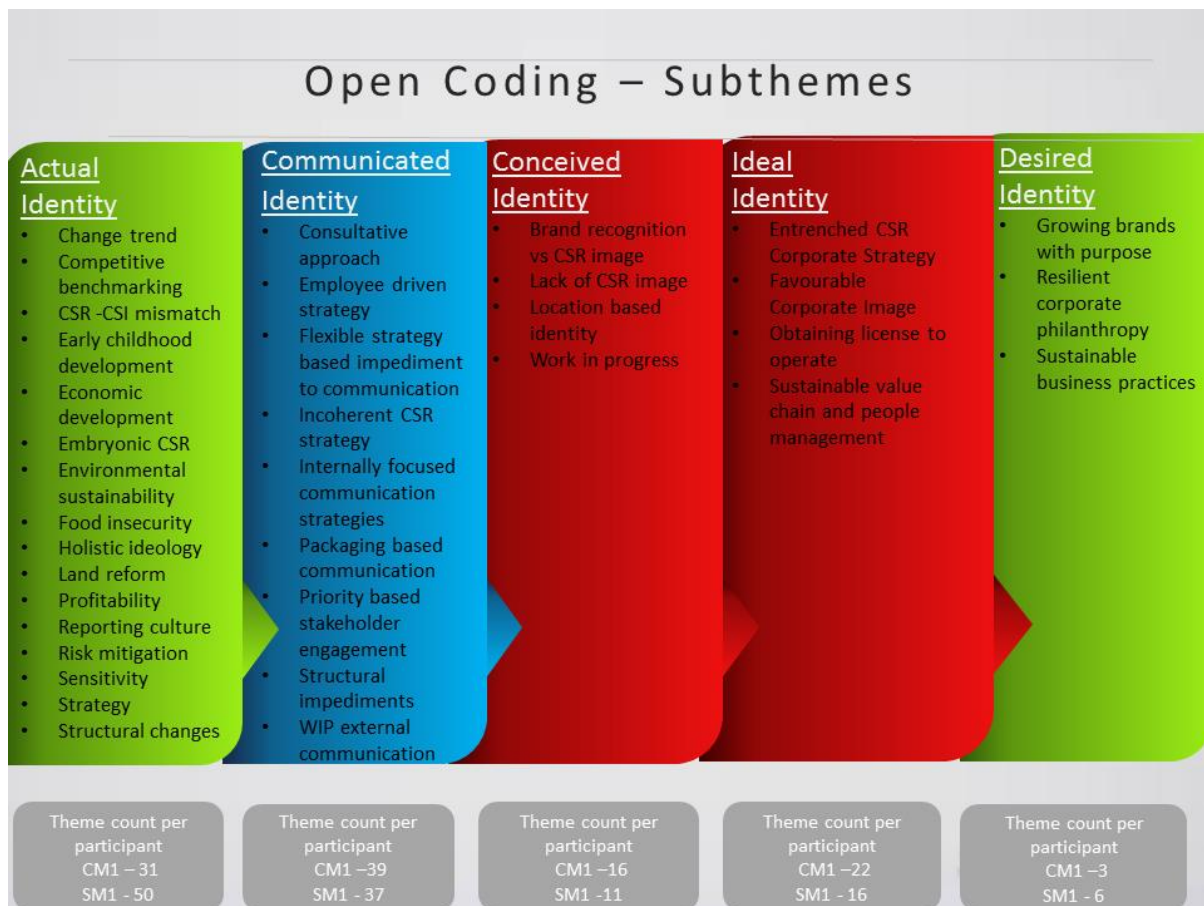 Open Coding – Subthemes
Actual
Identity
• Change trend
• Competitive
benchmarking
• CSR -CSI mismatch
• Early childhood
development
• Economic
development
• Embryonic CSR
• Environmental
sustainability
• Food insecurity
• Holistic ideology
• Land reform
• Profitability
• Reporting culture
• Risk mitigation
• Sensitivity
• Strategy
• Structural changes
Communicated
Identity
• Consultative
approach
• Employee driven
strategy
• Flexible strategy
based impediment
to communication
• Incoherent CSR
strategy
• Internally focused
communication
strategies
• Packaging based
communication
• Priority based
stakeholder
engagement
• Structural
impediments
• WIP external
communication
Conceived
Identity
• Brand recognition
vs CSR image
• Lack of CSR image
• Location based
identity
• Work in progress
Ideal
Identity
• Entrenched CSR
Corporate Strategy
• Favourable
Corporate Image
• Obtaining license to
operate
• Sustainable value
chain and people
management
Desired
Identity
• Growing brands
with purpose
• Resilient
corporate
philanthropy
• Sustainable
business practices
Theme count per
participant
CM1 – 31
SM1 - 50
Theme count per
participant
CM1 –39
SM1 - 37
Theme count per
participant
CM1 –16
SM1 -11
Theme count per
participant
CM1 –22
SM1 - 16
Theme count per
participant
CM1 –3
SM1 - 6